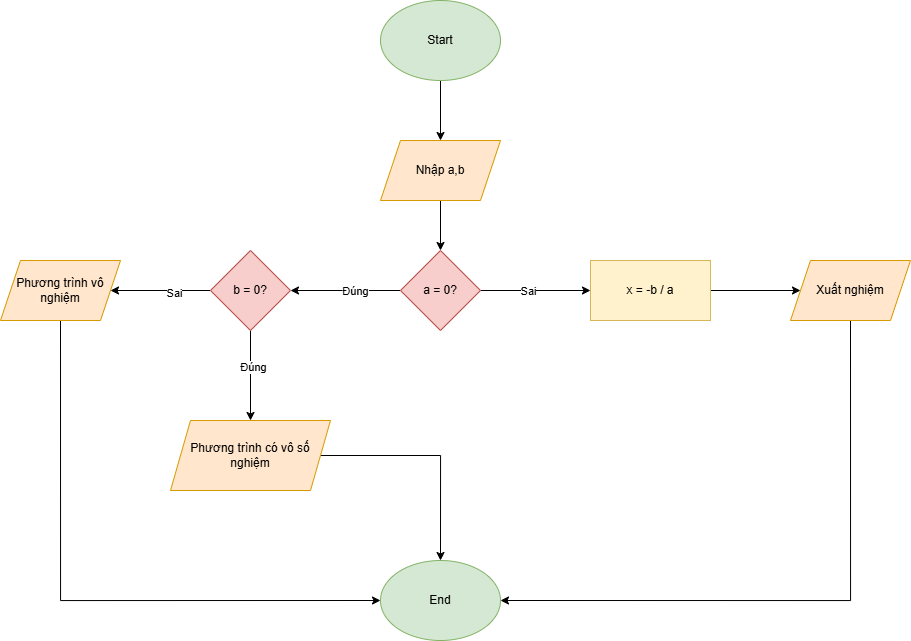 Start
Nhập a,b
Phương trình vô
nghiệm
Sai
b = 0?
Đúng
a = 0?
Sai
x = -b / a
Xuất nghiệm
Đúng
Phương trình có vô số
nghiệm
End